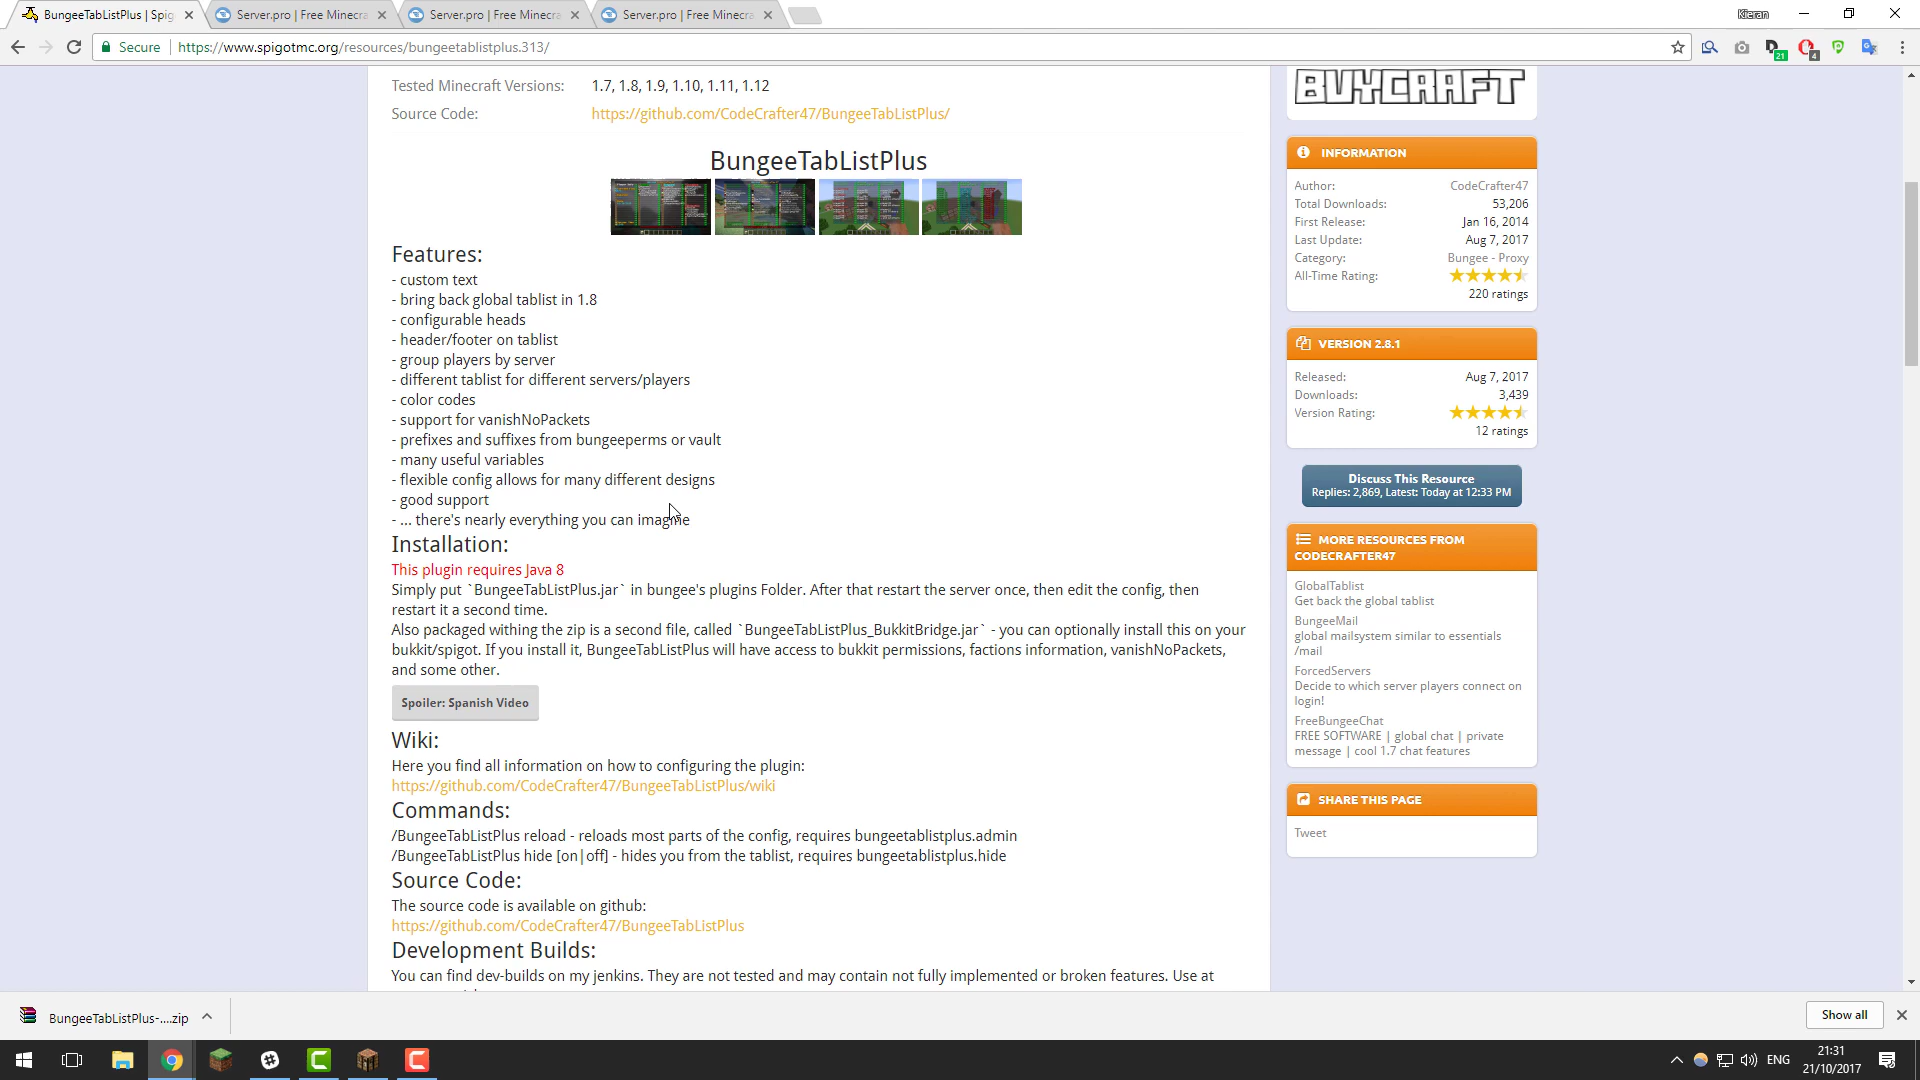 BungeeTabListPlus | Spig
Server.pro | Free Minecra
Server.pro | Free Minecra
Server.pro | Free Minecra
Kieran
Secure
https://www.spigotmc.org/resources/bungeetablistplus.313/
21
4
Tested Minecraft Versions: 1.7, 1.8, 1.9, 1.10, 1.11, 1.12
Source Code: https://github.com/CodeCrafter47/BungeeTabListPlus/
BungeeTabListPlus
Features:
- custom text
- bring back global tablist in 1.8
- configurable heads
- header/footer on tablist
- group players by server
- different tablist for different servers/players
- color codes
- support for vanishNoPackets
- prefixes and suffixes from bungeeperms or vault
- many useful variables
- flexible config allows for many different designs
- good support
- ... there's nearly everything you can imagine
Installation:
This plugin requires Java 8
Simply put `BungeeTabListPlus.jar` in bungee's plugins Folder. After that restart the server once, then edit the config, then
restart it a second time.
Also packaged withing the zip is a second file, called `BungeeTabListPlus_BukkitBridge.jar` - you can optionally install this on your
bukkit/spigot. If you install it, BungeeTabListPlus will have access to bukkit permissions, factions information, vanishNoPackets,
and some other.
Spoiler: Spanish Video
Wiki:
Here you find all information on how to configuring the plugin:
https://github.com/CodeCrafter47/BungeeTabListPlus/wiki
Commands:
/BungeeTabListPlus reload - reloads most parts of the config, requires bungeetablistplus.admin
/BungeeTabListPlus hide [on|off] - hides you from the tablist, requires bungeetablistplus.hide
Source Code:
The source code is available on github:
https://github.com/CodeCrafter47/BungeeTabListPlus
Development Builds:
You can find dev-builds on my jenkins. They are not tested and may contain not fully implemented or broken features. Use at
BUYCRAFT
INFORMATION
Author: CodeCrafter47
Total Downloads: 53,206
First Release: Jan 16, 2014
Last Update: Aug 7, 2017
Category: Bungee - Proxy
All-Time Rating:
220 ratings
VERSION 2.8.1
Released: Aug 7, 2017
Downloads: 3,439
Version Rating:
12 ratings
Discuss This Resource
Replies: 2,869, Latest: Today at 12:33 PM
MORE RESOURCES FROM
CODECRAFTER47
GlobalTablist
Get back the global tablist
BungeeMail
global mailsystem similar to essentials
/mail
ForcedServers
Decide to which server players connect on
login!
FreeBungeeChat
FREE SOFTWARE | global chat | private
message | cool 1.7 chat features
SHARE THIS PAGE
Tweet
BungeeTabListPlus-....zip
Show all
ENG
21:31
21/10/2017